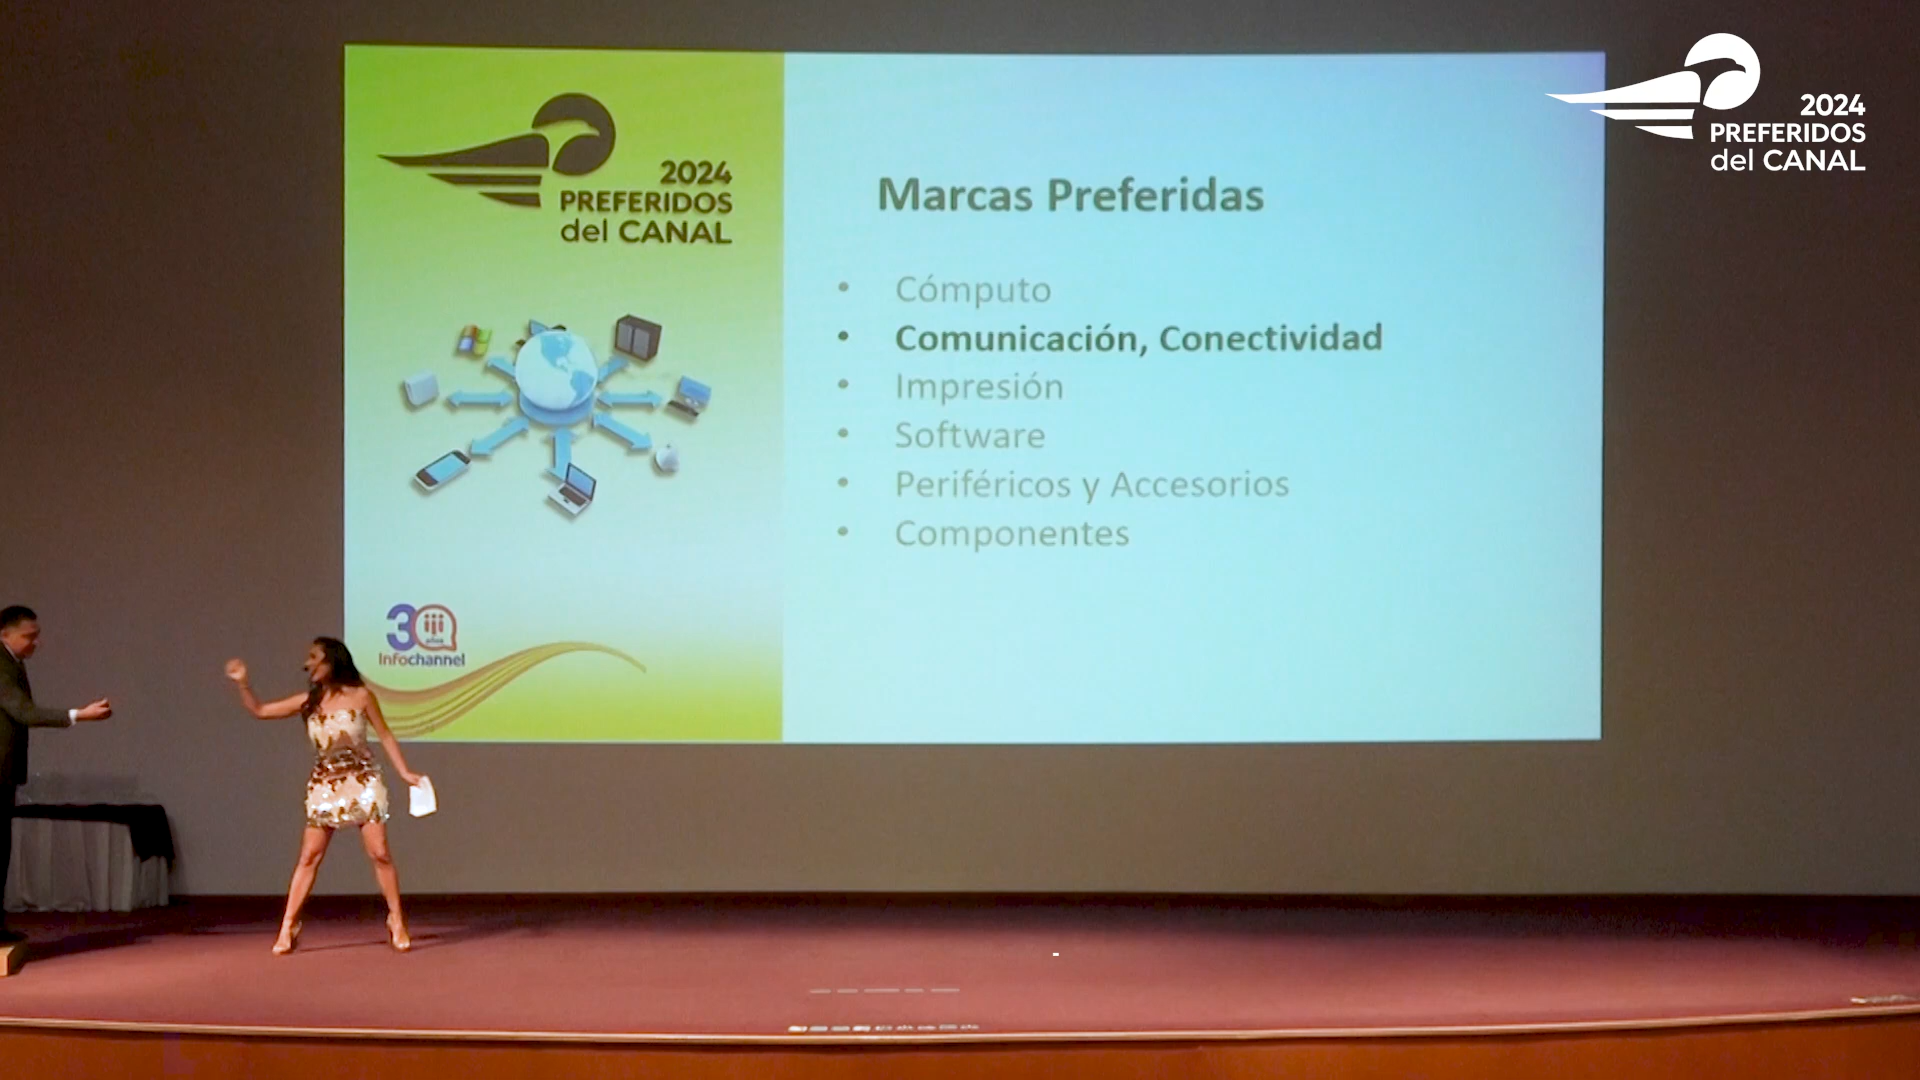 2024
PREFERIDOS
del CANAL
Marcas Preferidas
• Cómputo
• Comunicación, Conectividad
• Impresión
• Software
• Periféricos y Accesorios
• Componentes
30
años
Infochannel
2024
PREFERIDOS
del CANAL